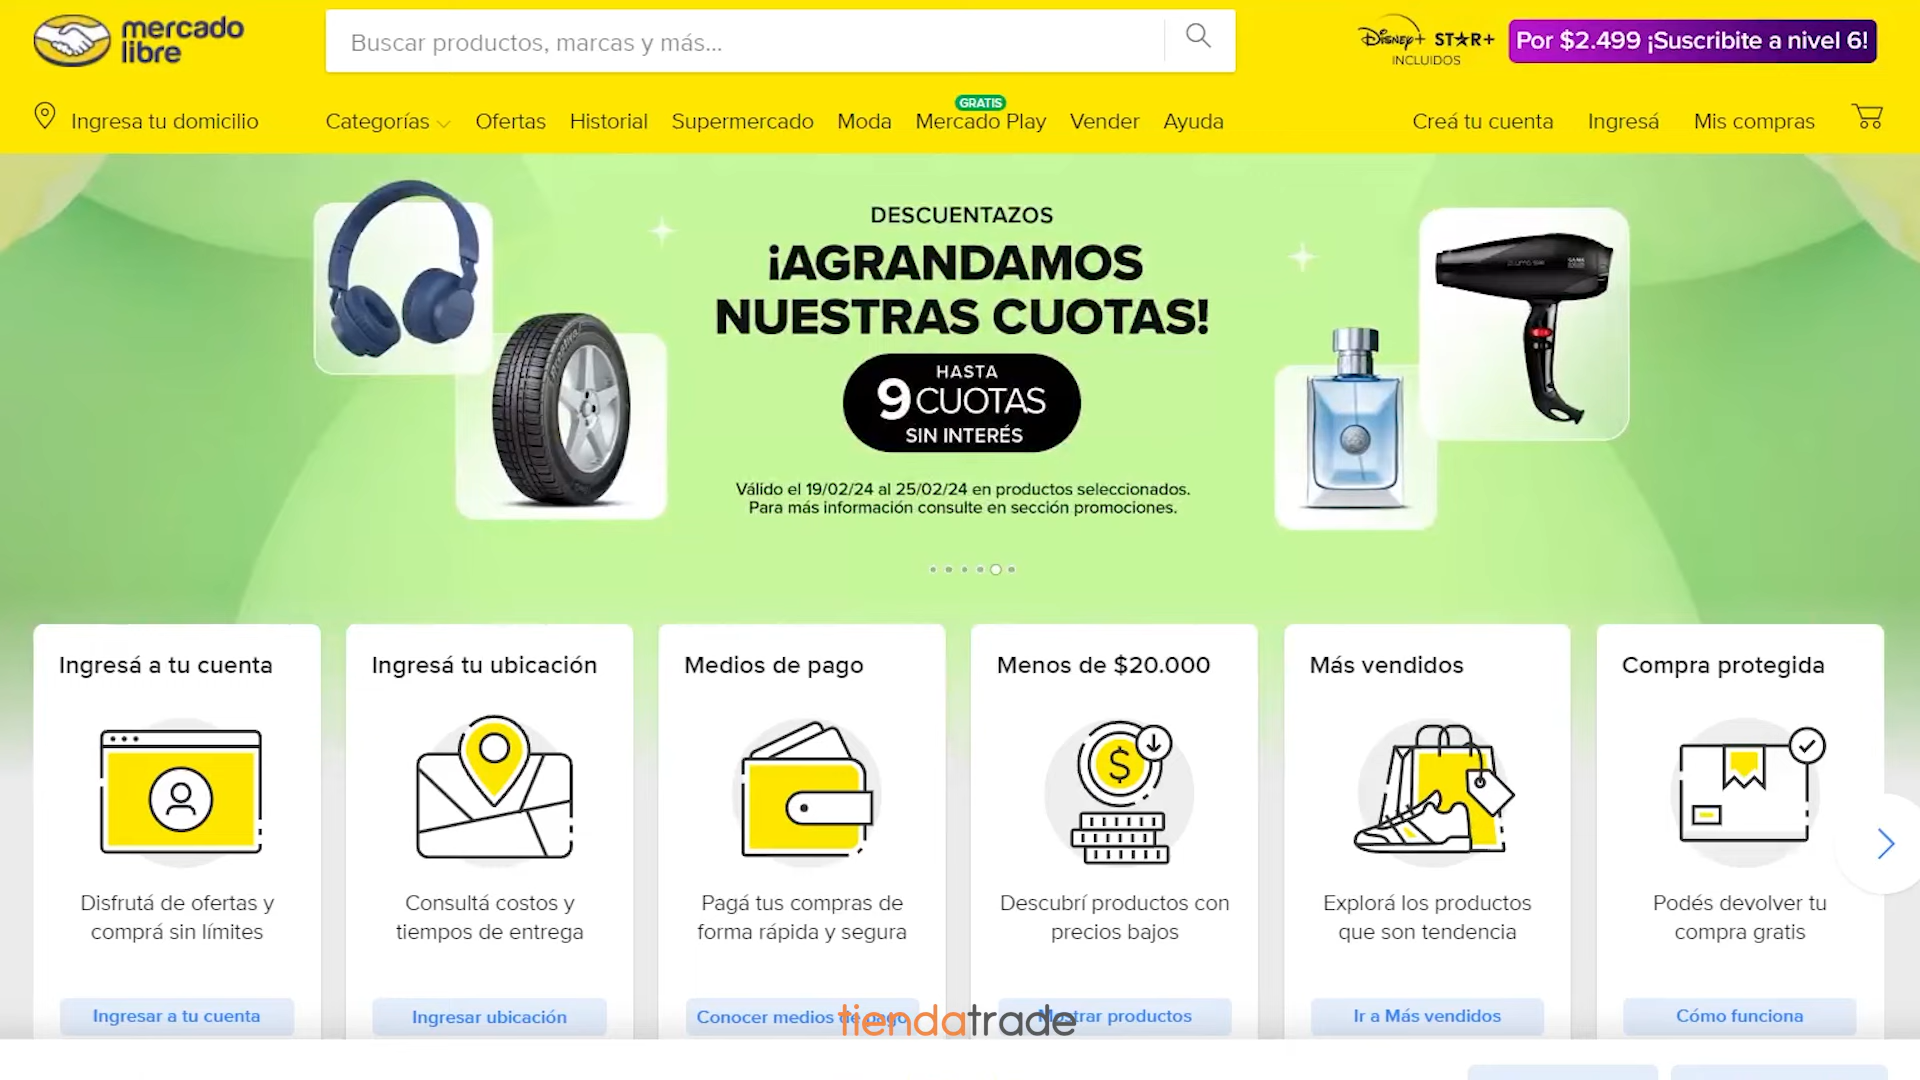 mercado
libre
Buscar productos, marcas y más...
Disney+ STAR+
INCLUIDOS
Por $2.499 ¡Suscribite a nivel 6!
Ingresa tu domicilio
Categorías
Ofertas
Historial
Supermercado
Moda
GRATIS
Mercado Play
Vender
Ayuda
Creá tu cuenta
Ingresá
Mis compras
DESCUENTAZOS
¡AGRANDAMOS
NUESTRAS CUOTAS!
HASTA
9 CUOTAS
SIN INTERÉS
Válido el 19/02/24 al 25/02/24 en productos seleccionados.
Para más información consulte en sección promociones.
Ingresá a tu cuenta
Disfrutá de ofertas y
comprá sin límites
Ingresar a tu cuenta
Ingresá tu ubicación
Consultá costos y
tiempos de entrega
Ingresar ubicación
Medios de pago
Pagá tus compras de
forma rápida y segura
Conocer medios de pago
Menos de $20.000
$
Descubrí productos con
precios bajos
Mostrar productos
Más vendidos
Explorá los productos
que son tendencia
Ir a Más vendidos
Compra protegida
Podés devolver tu
compra gratis
Cómo funciona
tiendatrade